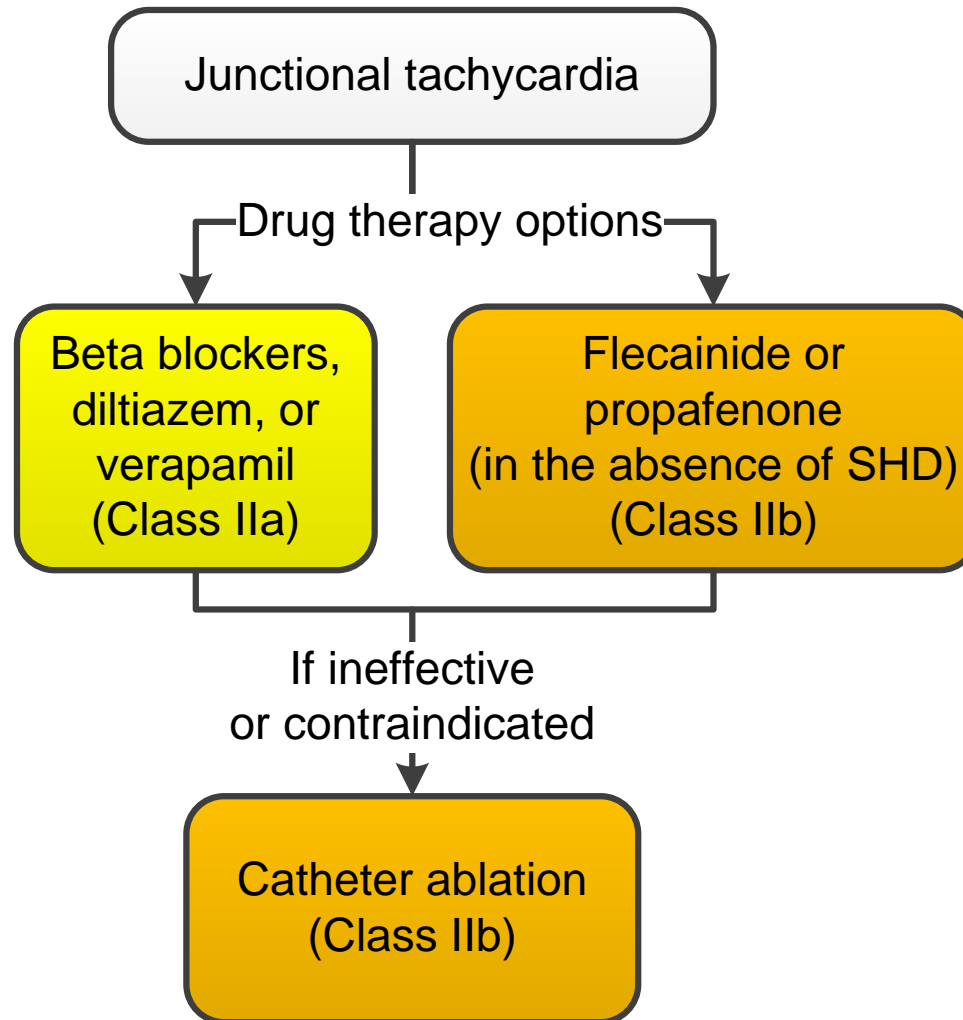 Junctional tachycardia
Drug therapy options
Beta blockers,
diltiazem, or
verapamil
(Class IIa)
Flecainide or
propafenone
(in the absence of SHD)
(Class IIb)
If ineffective
or contraindicated
Catheter ablation
(Class IIb)